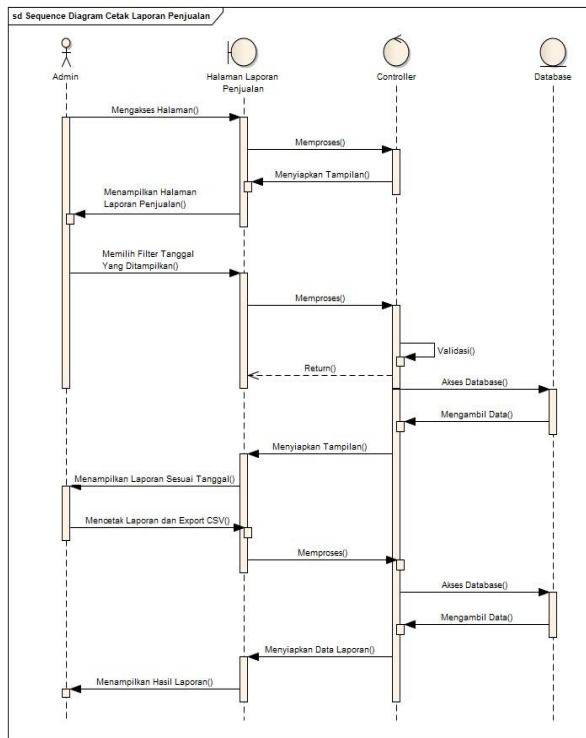 sd Sequence Diagram Cetak Laporan Penjualan
Admin
Halaman Laporan
Penjualan
Controller
Database
Mengakses Halaman()
Memproses()
Menyiapkan Tampilan()
Menampilkan Halaman
Laporan Penjualan()
Memilih Filter Tanggal
Yang Ditampilkan()
Memproses()
Validasi()
Return()
Akses Database()
Mengambil Data()
Menyiapkan Tampilan()
Menampilkan Laporan Sesuai Tanggal()
Mencetak Laporan dan Export CSV()
Memproses()
Akses Database()
Mengambil Data()
Menyiapkan Data Laporan()
Menampilkan Hasil Laporan()